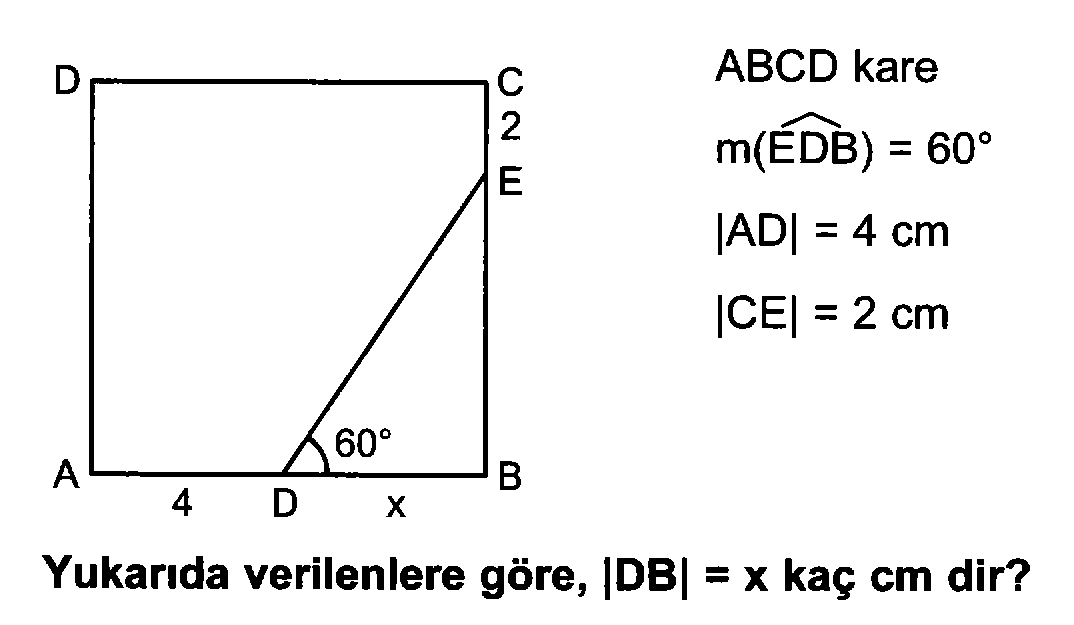 D
C
2
E
60°
A
4
D
x
B
ABCD kare
m(EDB) = 60°
|AD| = 4 cm
|CE| = 2 cm
Yukarıda verilenlere göre, |DB| = x kaç cm dir?